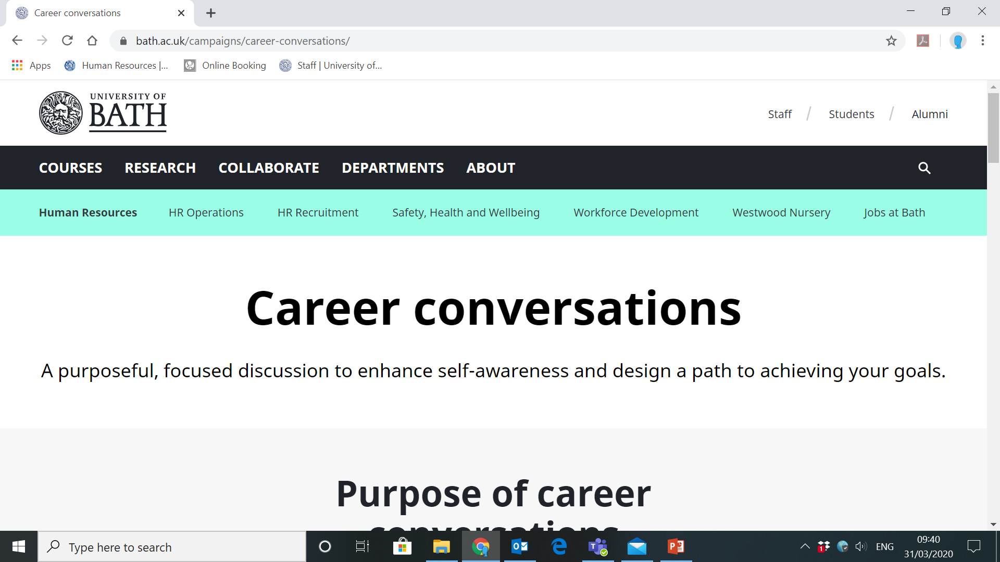 Career conversations
bath.ac.uk/campaigns/career-conversations/
Apps Human Resources |... Online Booking Staff | University of...
UNIVERSITY OF
BATH
Staff / Students / Alumni
COURSES RESEARCH COLLABORATE DEPARTMENTS ABOUT
Human Resources HR Operations HR Recruitment Safety, Health and Wellbeing Workforce Development Westwood Nursery Jobs at Bath
Career conversations
A purposeful, focused discussion to enhance self-awareness and design a path to achieving your goals.
Purpose of career
conversations
Type here to search
1
ENG
09:40
31/03/2020